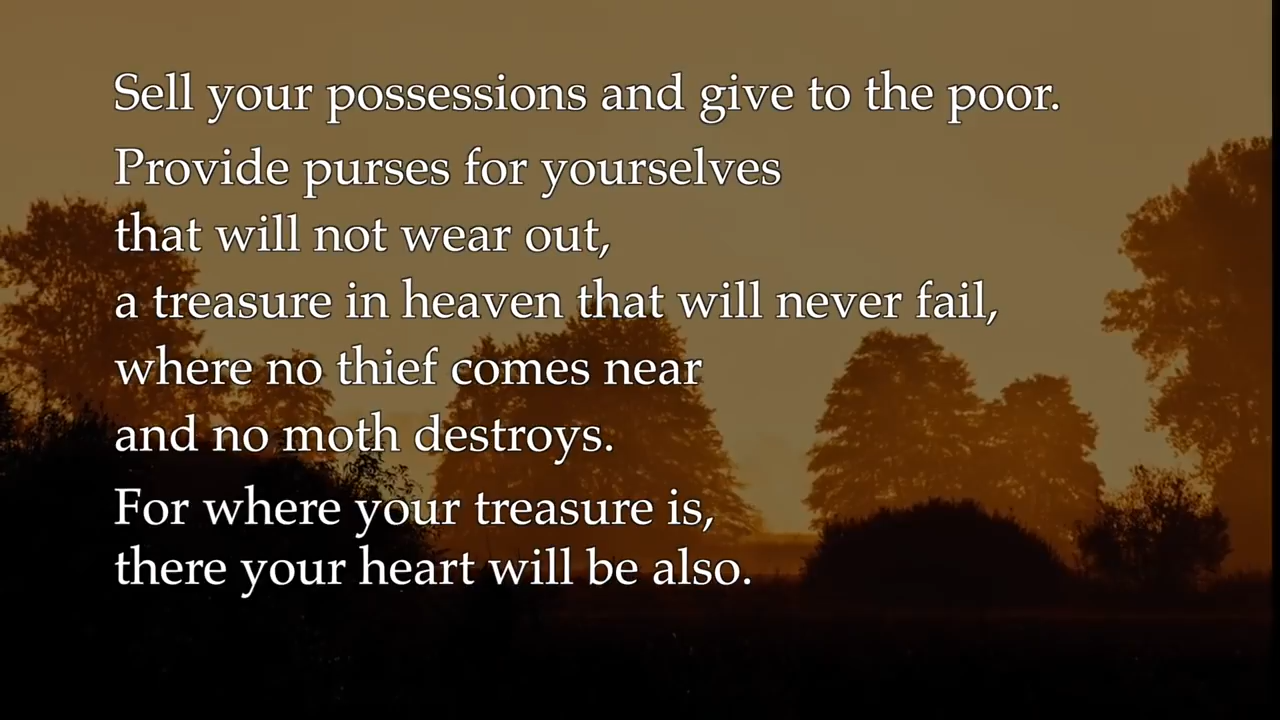 Sell your possessions and give to the poor.
Provide purses for yourselves
that will not wear out,
a treasure in heaven that will never fail,
where no thief comes near
and no moth destroys.
For where your treasure is,
there your heart will be also.